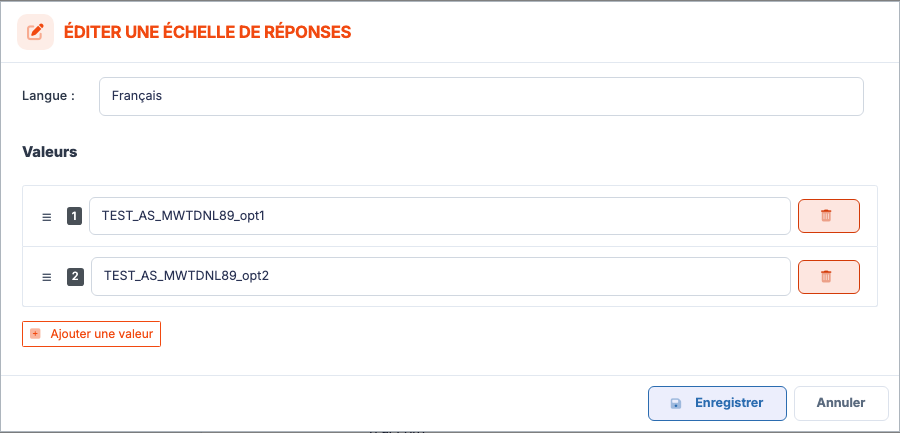 ÉDITER UNE ÉCHELLE DE RÉPONSES
Langue :
Français
Valeurs
1 TEST_AS_MWTDNL89_opt1
2 TEST_AS_MWTDNL89_opt2
Ajouter une valeur
Enregistrer Annuler